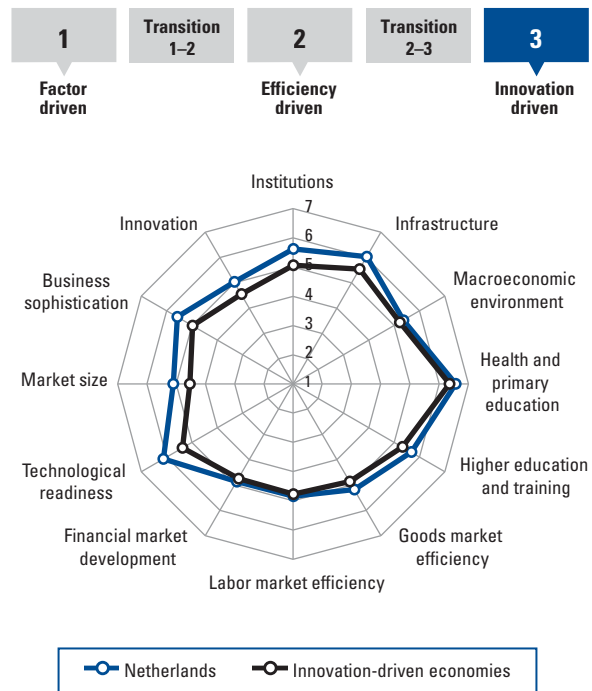 1
Transition
1–2
2
Transition
2–3
3
Factor
driven
Efficiency
driven
Innovation
driven
Institutions
Infrastructure
Macroeconomic
environment
Health and
primary
education
Higher education
and training
Goods market
efficiency
Labor market efficiency
Financial market
development
Technological
readiness
Market size
Business
sophistication
Innovation
7
6
5
4
3
2
1
Netherlands
Innovation-driven economies